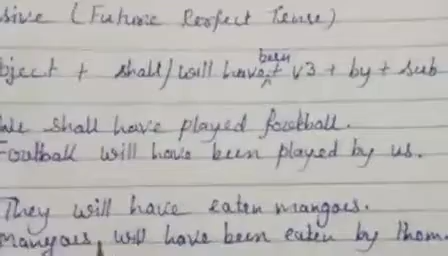 sive (Future Perfect Tense)
bject + shall/will have been + v3 + by + sub
We shall have played football.
Football will have been played by us.
They will have eaten mangoes.
Mangoes, will have been eaten by them.